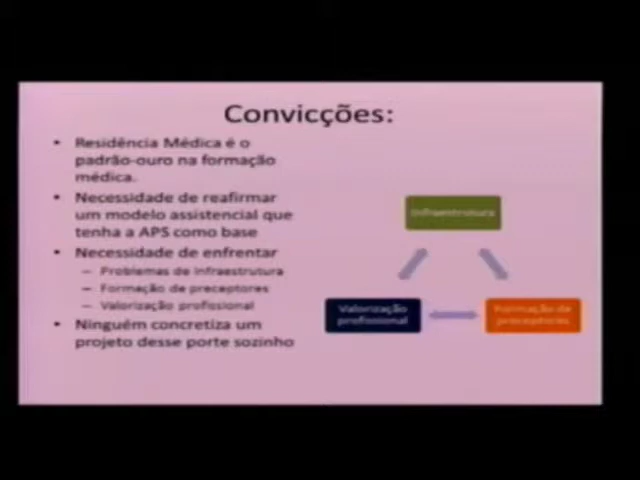 Convicções:
• Residência Médica é o
padrão-ouro na formação
médica.
• Necessidade de reafirmar
um modelo assistencial que
tenha a APS como base
• Necessidade de enfrentar
– Problemas de infraestrutura
– Formação de preceptores
– Valorização profissional
• Ninguém concretiza um
projeto desse porte sozinho
Infraestrutura
Valorização
profissional
Formação de
preceptores